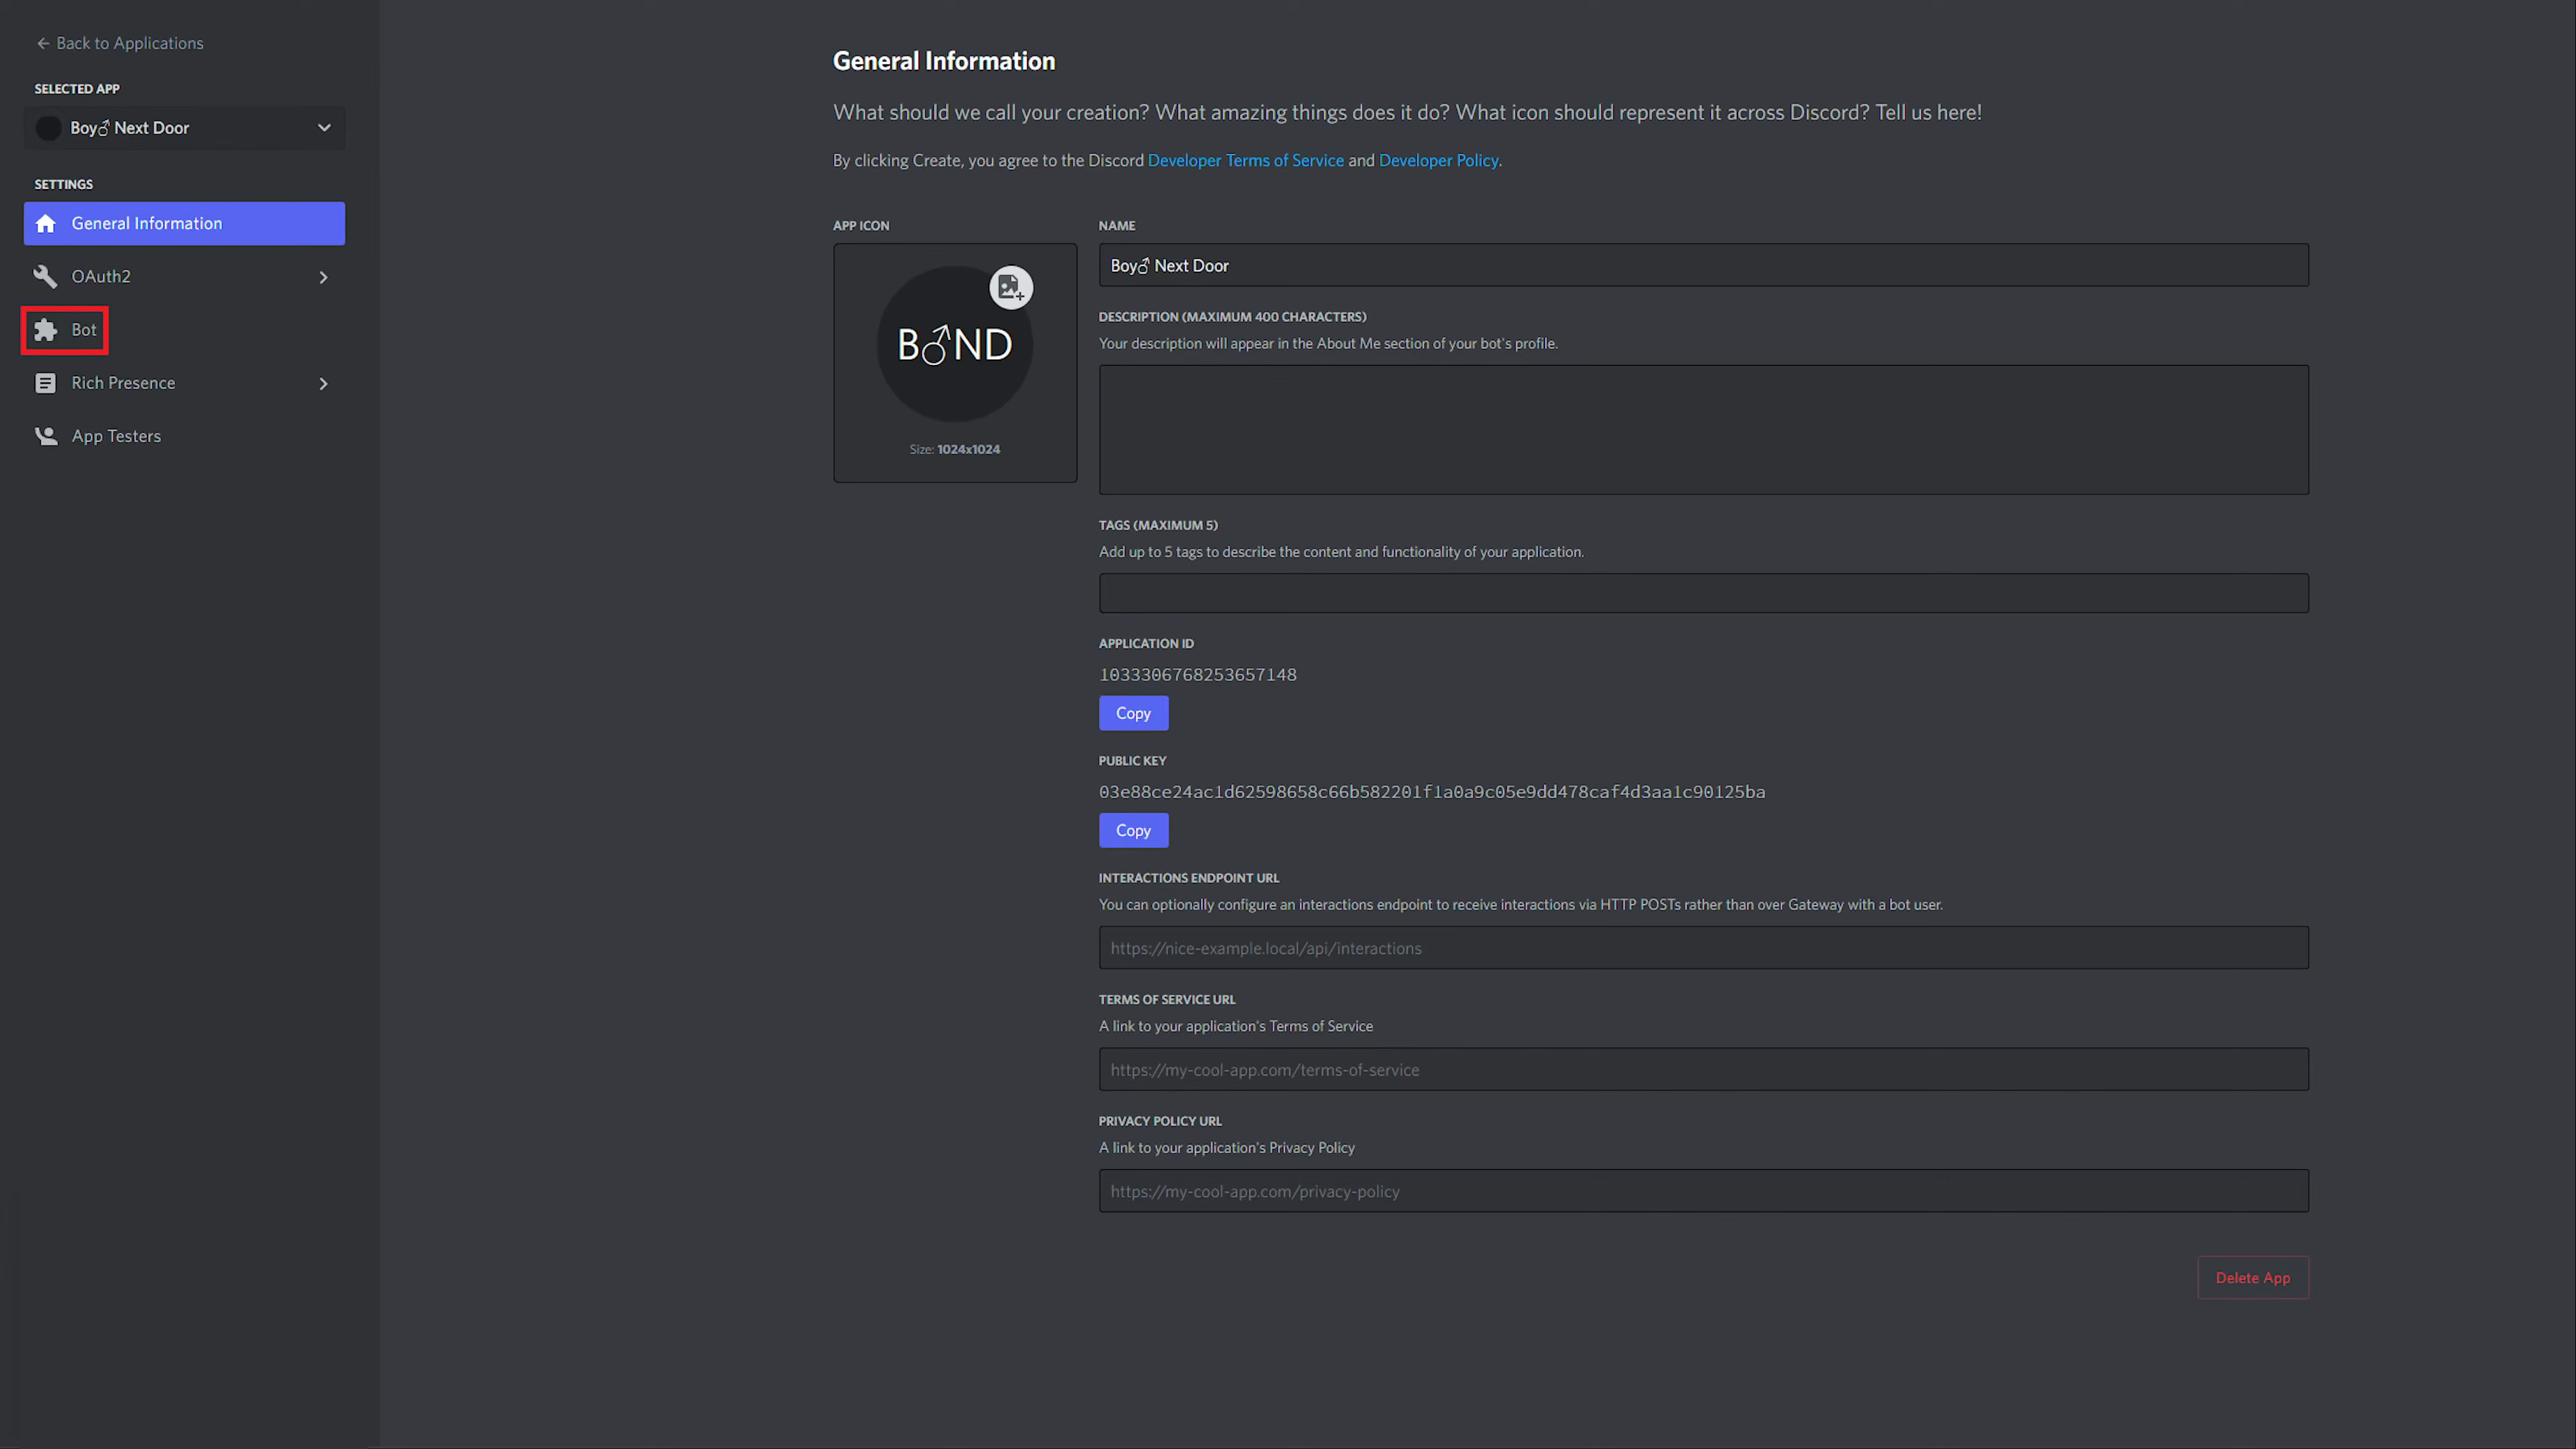 Back to Applications
SELECTED APP
Boy♂ Next Door
SETTINGS
General Information
OAuth2
Bot
Rich Presence
App Testers
General Information
What should we call your creation? What amazing things does it do? What icon should represent it across Discord? Tell us here!
By clicking Create, you agree to the Discord Developer Terms of Service and Developer Policy.
APP ICON
B♂ND
Size: 1024x1024
NAME
Boy♂ Next Door
DESCRIPTION (MAXIMUM 400 CHARACTERS)
Your description will appear in the About Me section of your bot's profile.
TAGS (MAXIMUM 5)
Add up to 5 tags to describe the content and functionality of your application.
APPLICATION ID
1033306768253657148
Copy
PUBLIC KEY
03e88ce24ac1d62598658c66b582201f1a0a9c05e9dd478caf4d3aa1c90125ba
Copy
INTERACTIONS ENDPOINT URL
You can optionally configure an interactions endpoint to receive interactions via HTTP POSTs rather than over Gateway with a bot user.
https://nice-example.local/api/interactions
TERMS OF SERVICE URL
A link to your application's Terms of Service
https://my-cool-app.com/terms-of-service
PRIVACY POLICY URL
A link to your application's Privacy Policy
https://my-cool-app.com/privacy-policy
Delete App